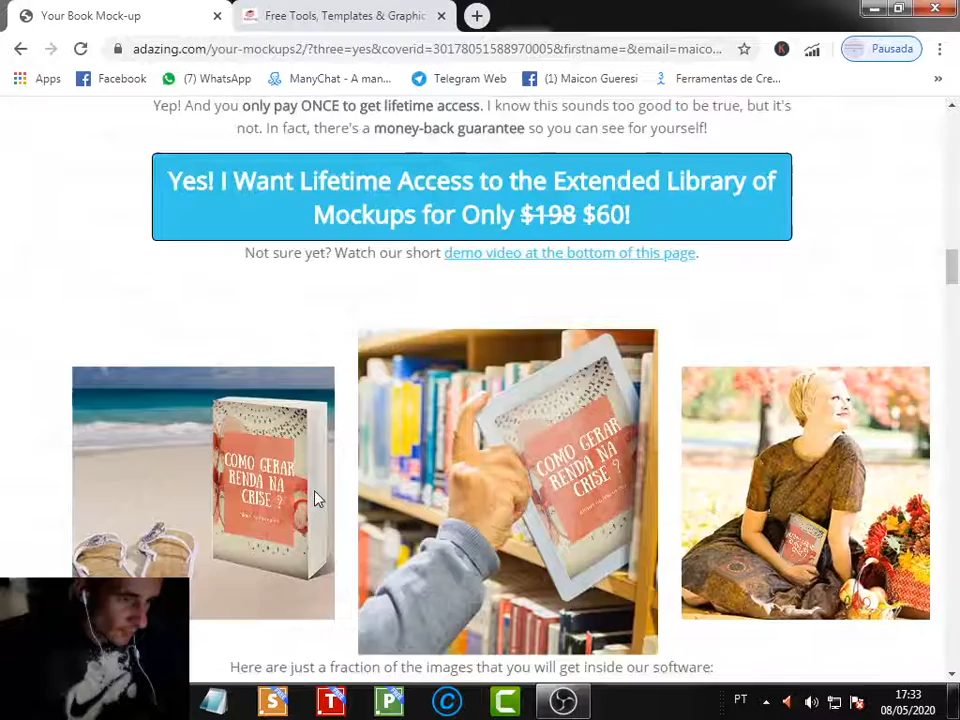 Your Book Mock-up
Free Tools, Templates & Graphic
adazing.com/your-mockups2/?three=yes&coverid=30178051588970005&firstname=&email=maico...
K
Pausada
Apps
Facebook
(7) WhatsApp
ManyChat - A man...
Telegram Web
(1) Maicon Gueresi
Ferramentas de Cre...
»
Yep! And you only pay ONCE to get lifetime access. I know this sounds too good to be true, but it's
not. In fact, there's a money-back guarantee so you can see for yourself!
Yes! I Want Lifetime Access to the Extended Library of
Mockups for Only $198 $60!
Not sure yet? Watch our short demo video at the bottom of this page.
COMO GERAR
RENDA NA
CRISE ?
COMO GERAR
RENDA NA
CRISE ?
Here are just a fraction of the images that you will get inside our software:
S
T
P
C
C
PT
17:33
08/05/2020